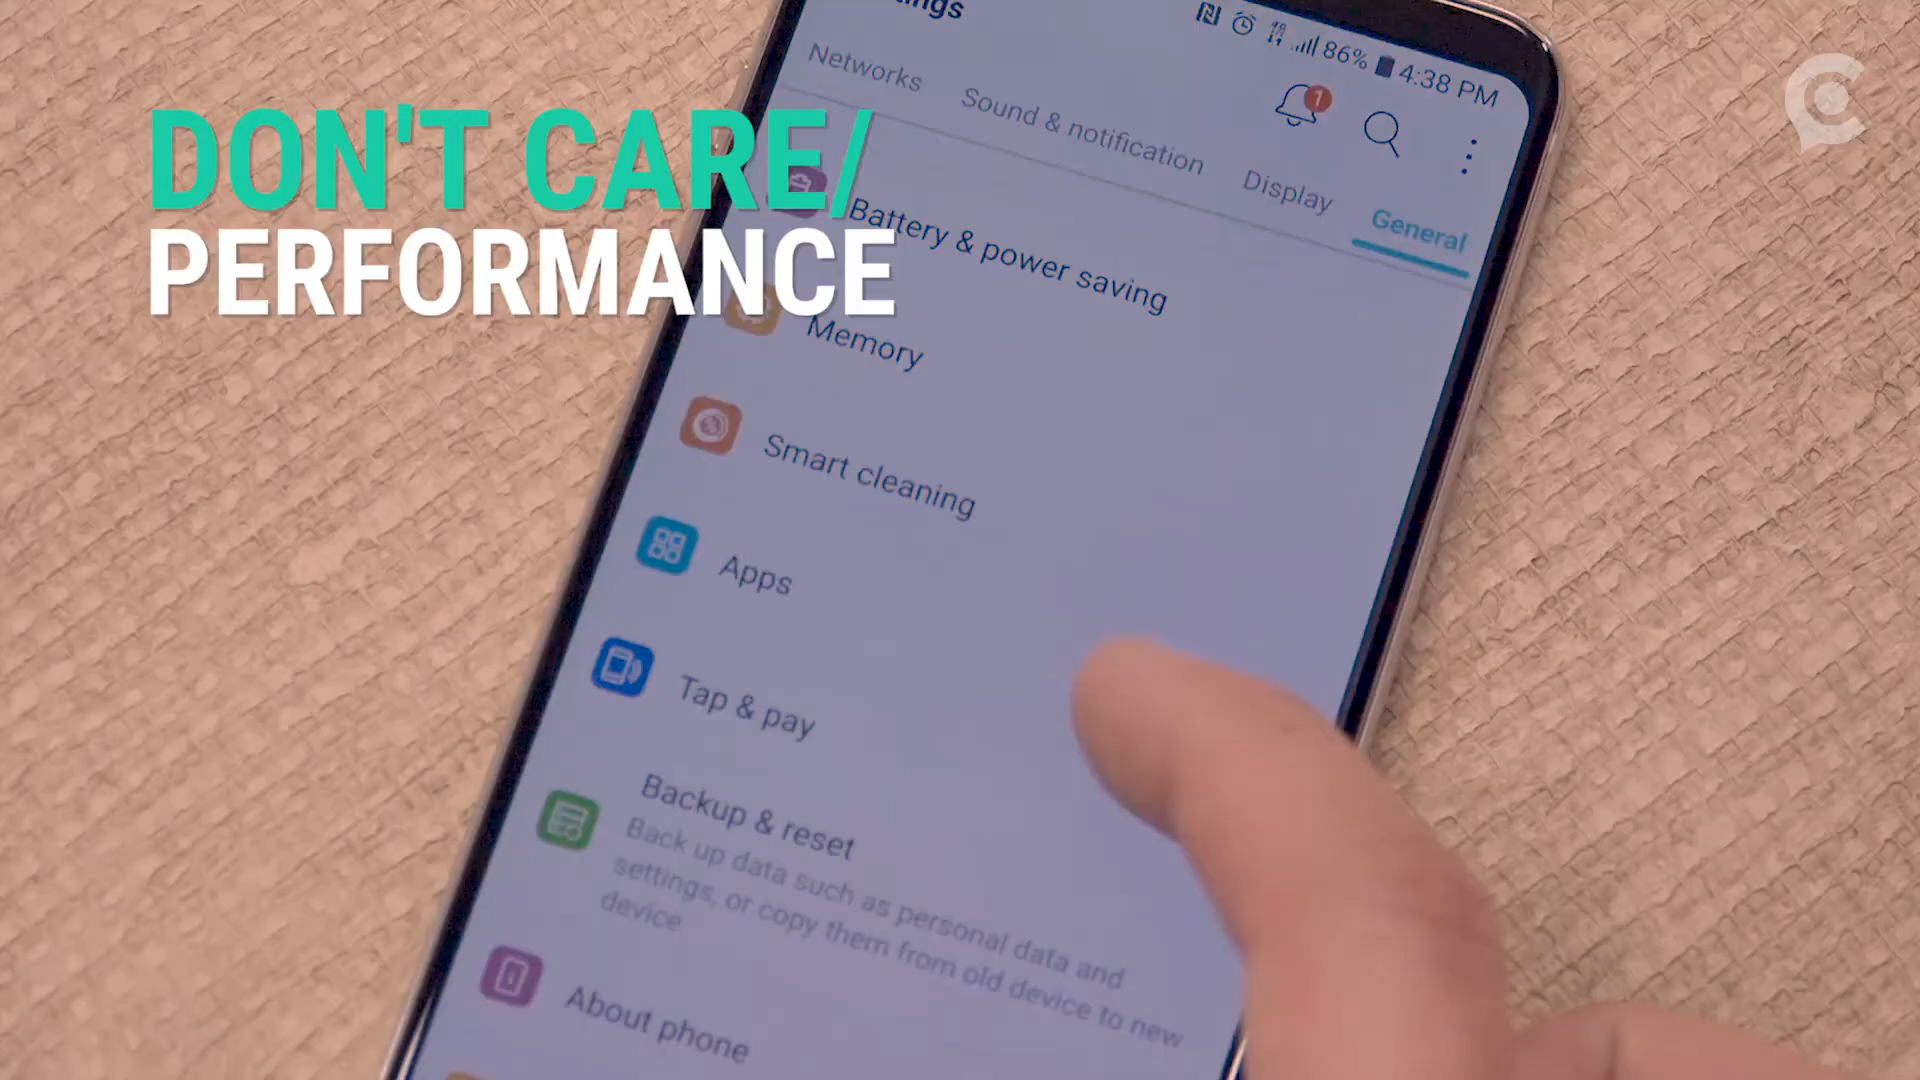 DON'T CARE/
PERFORMANCE
86% 4:38 PM
1
Networks
Sound & notification
Display
General
Battery & power saving
Memory
Smart cleaning
Apps
Tap & pay
Backup & reset
Back up data such as personal data and
settings, or copy them from old device to new
device
About phone